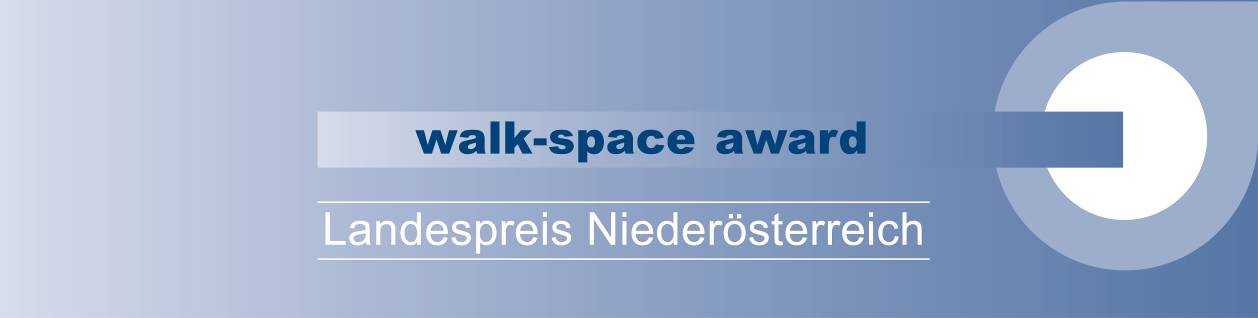 walk-space award
Landespreis Niederösterreich